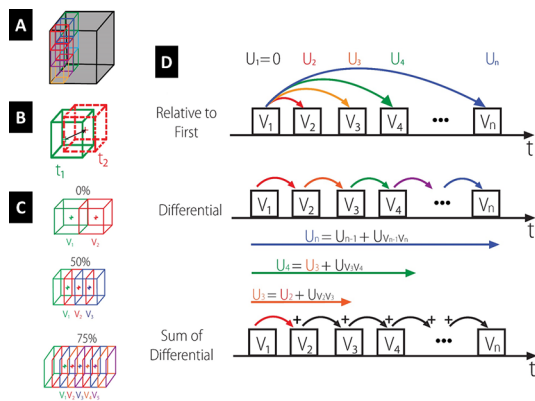 A
B
t₁
t₂
C
0%
V₁ V₂
50%
V₁ V₂ V₃
75%
V₁V₂V₃V₄V₅
D
U₁=0 U₂ U₃ U₄ Uₙ
Relative to
First
V₁ V₂ V₃ V₄ ••• Vₙ
t
Differential
V₁ V₂ V₃ V₄ ••• Vₙ
t
Uₙ= Uₙ₋₁+ Uᵥₙ₋₁ᵥₙ
U₄= U₃ + Uᵥ₃ᵥ₄
U₃= U₂ + Uᵥ₂ᵥ₃
+ + + + +
Sum of
Differential
V₁ V₂ V₃ V₄ ••• Vₙ
t